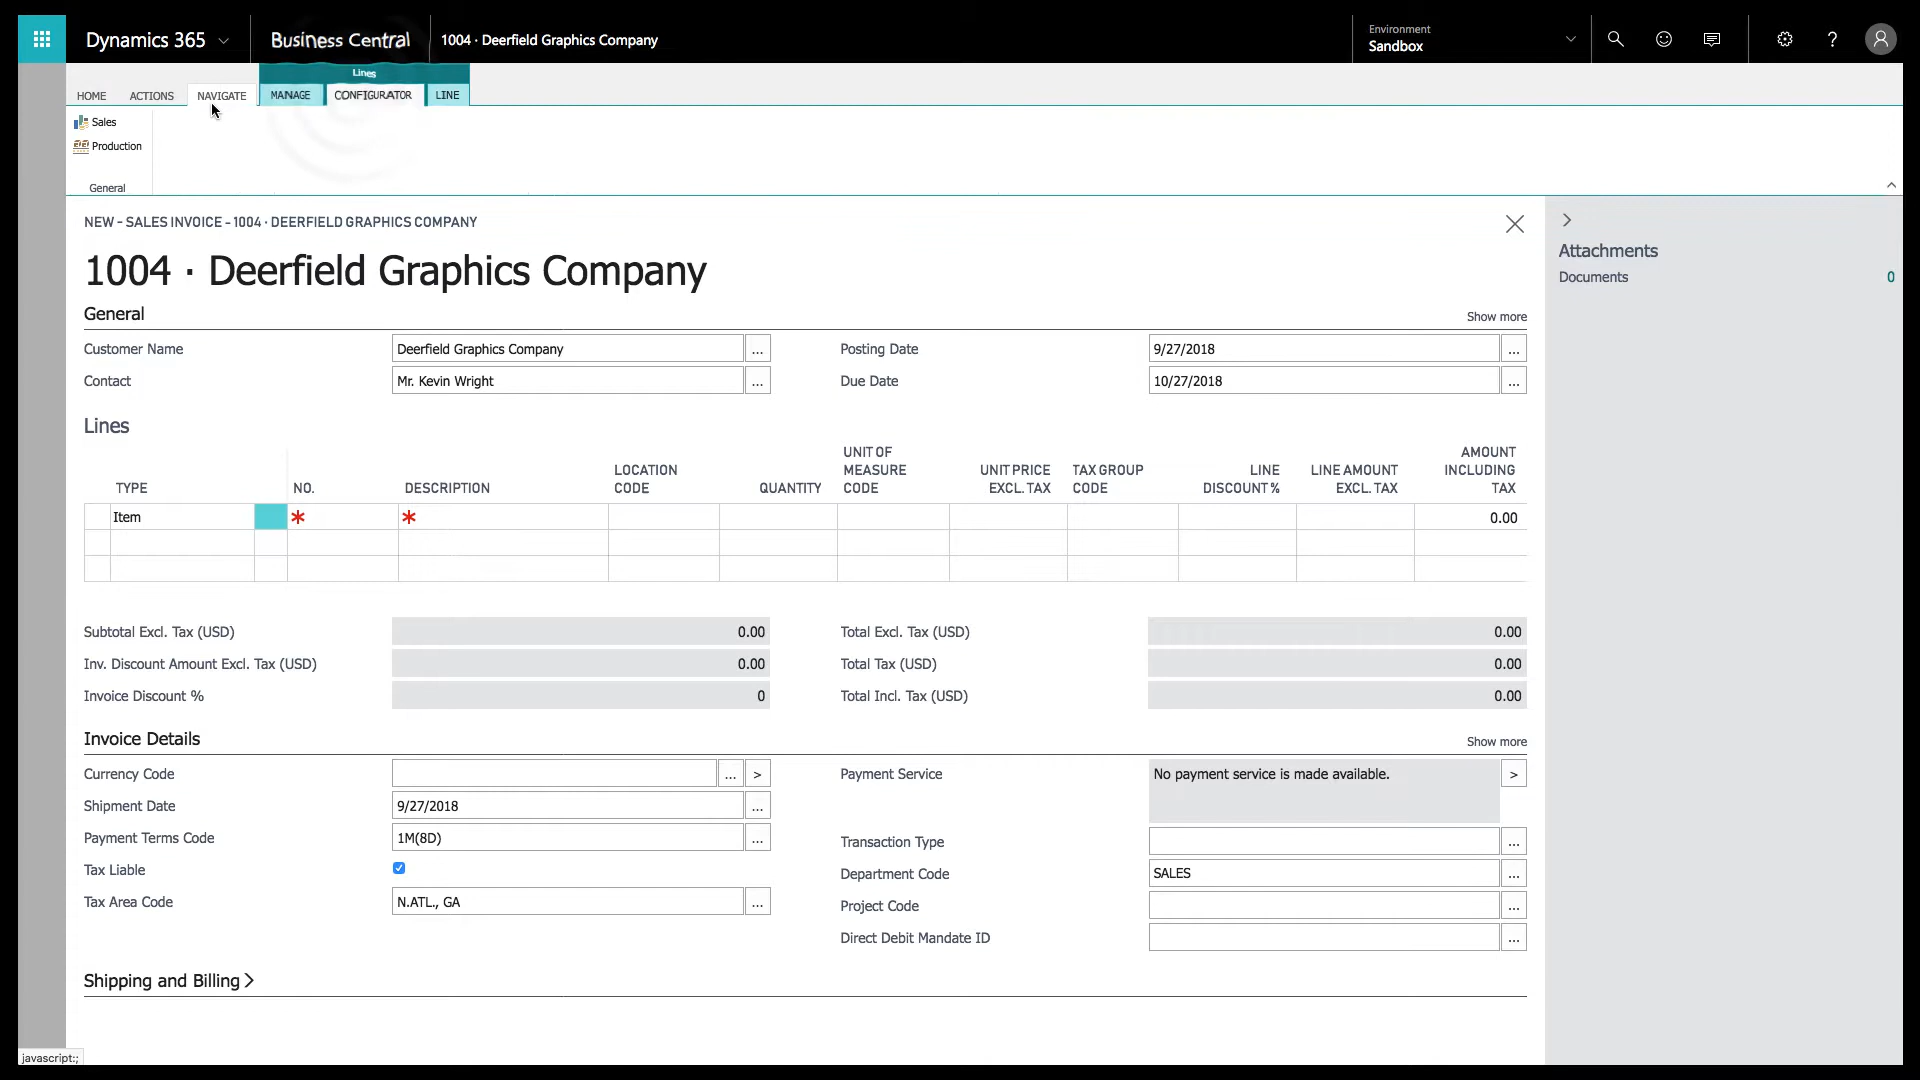 Dynamics 365
Business Central
1004 · Deerfield Graphics Company
Environment
Sandbox
?
Lines
HOME ACTIONS NAVIGATE MANAGE CONFIGURATOR LINE
Sales
Production
General
NEW - SALES INVOICE - 1004 · DEERFIELD GRAPHICS COMPANY
1004 · Deerfield Graphics Company
Attachments
Documents 0
General Show more
Customer Name Deerfield Graphics Company ... Posting Date 9/27/2018 ...
Contact Mr. Kevin Wright ... Due Date 10/27/2018 ...
Lines
TYPE NO. DESCRIPTION LOCATION CODE QUANTITY UNIT OF MEASURE CODE UNIT PRICE EXCL. TAX TAX GROUP CODE LINE DISCOUNT % LINE AMOUNT EXCL. TAX AMOUNT INCLUDING TAX
Item * * 0.00
Subtotal Excl. Tax (USD) 0.00 Total Excl. Tax (USD) 0.00
Inv. Discount Amount Excl. Tax (USD) 0.00 Total Tax (USD) 0.00
Invoice Discount % 0 Total Incl. Tax (USD) 0.00
Invoice Details Show more
Currency Code ... > Payment Service No payment service is made available. >
Shipment Date 9/27/2018 ...
Payment Terms Code 1M(8D) ... Transaction Type ...
Tax Liable Department Code SALES ...
Tax Area Code N.ATL., GA ... Project Code ...
Direct Debit Mandate ID ...
Shipping and Billing >
javascript:;